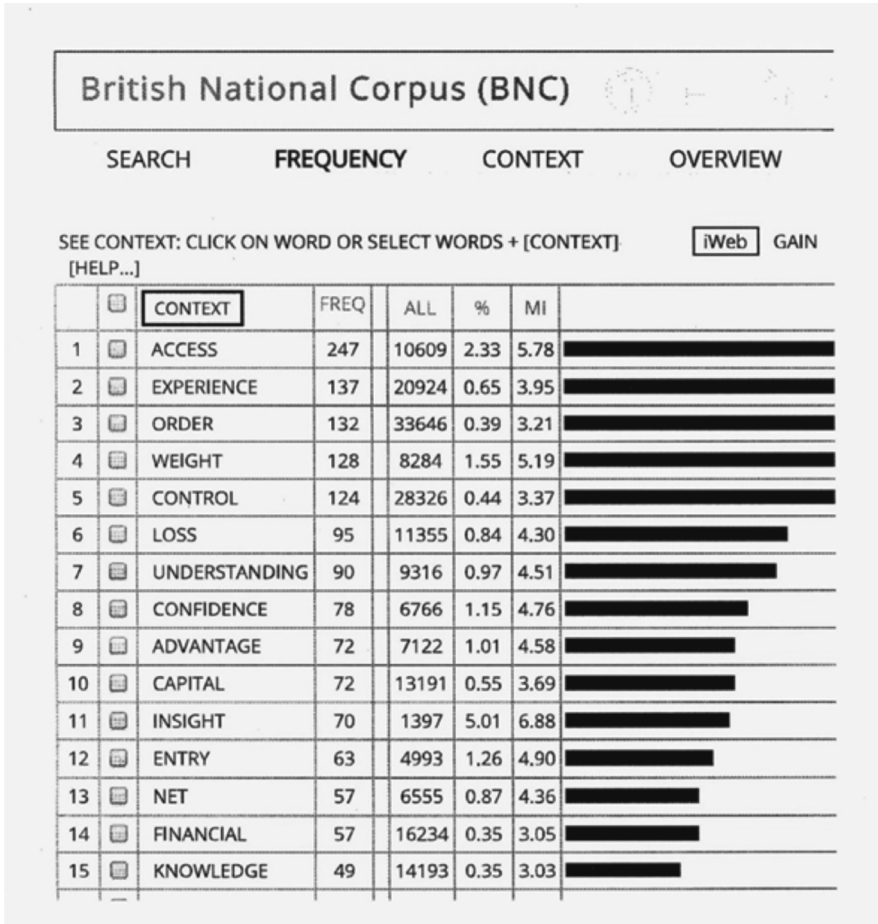 British National Corpus (BNC)
SEARCH FREQUENCY CONTEXT OVERVIEW
SEE CONTEXT: CLICK ON WORD OR SELECT WORDS + [CONTEXT] iWeb GAIN
[HELP...]
CONTEXT FREQ ALL % MI
1 ACCESS 247 10609 2.33 5.78
2 EXPERIENCE 137 20924 0.65 3.95
3 ORDER 132 33646 0.39 3.21
4 WEIGHT 128 8284 1.55 5.19
5 CONTROL 124 28326 0.44 3.37
6 LOSS 95 11355 0.84 4.30
7 UNDERSTANDING 90 9316 0.97 4.51
8 CONFIDENCE 78 6766 1.15 4.76
9 ADVANTAGE 72 7122 1.01 4.58
10 CAPITAL 72 13191 0.55 3.69
11 INSIGHT 70 1397 5.01 6.88
12 ENTRY 63 4993 1.26 4.90
13 NET 57 6555 0.87 4.36
14 FINANCIAL 57 16234 0.35 3.05
15 KNOWLEDGE 49 14193 0.35 3.03